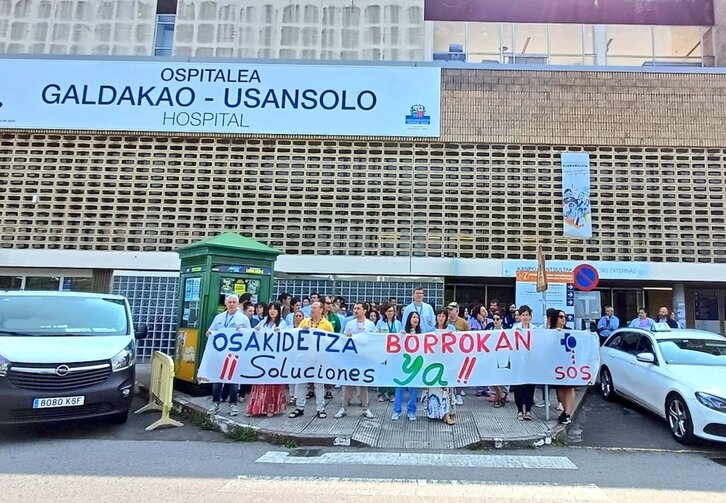 OSPITALEA
GALDAKAO - USANSOLO
HOSPITAL
OSAKIDETZA BORROKAN
¡¡ Soluciones Ya !!
SOS
8080 KSF